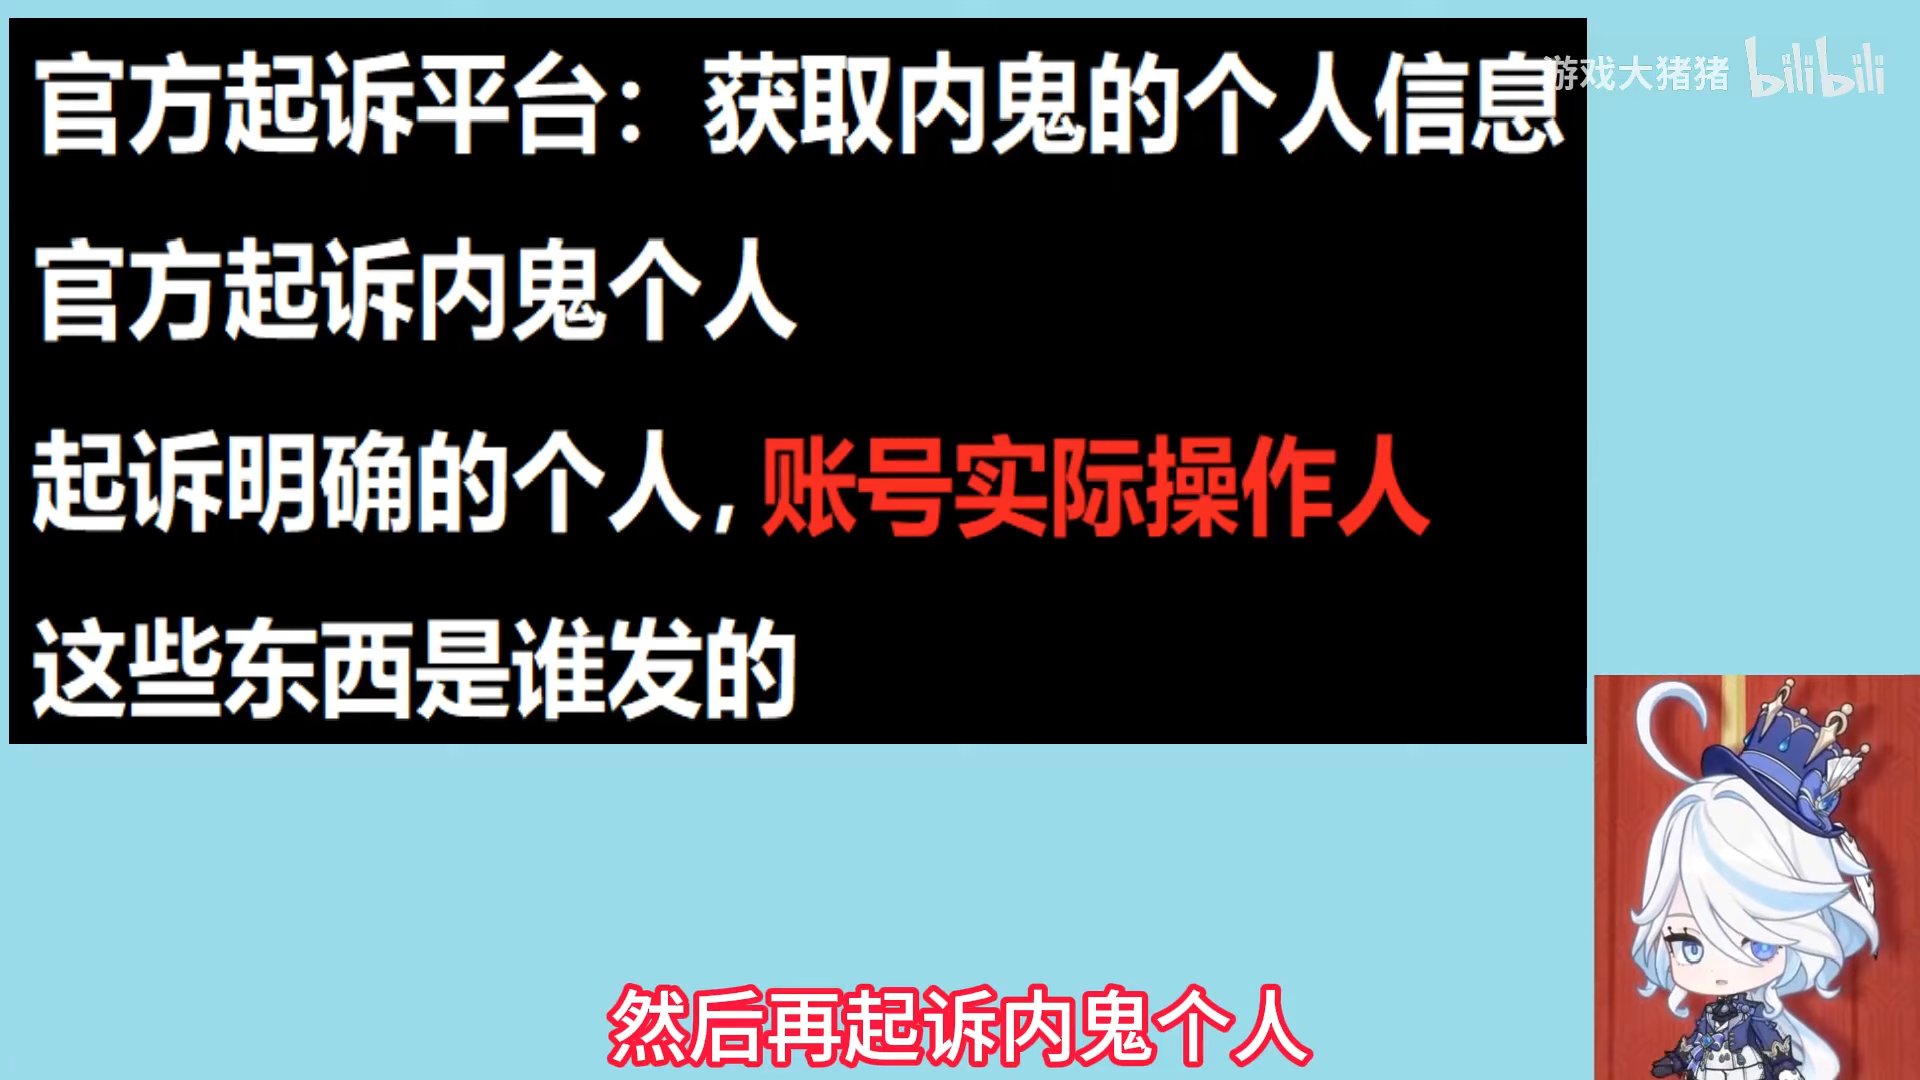 官方起诉平台：获取内鬼的个人信息
游戏大猪猪 bilibili
官方起诉内鬼个人
起诉明确的个人，账号实际操作人
这些东西是谁发的
然后再起诉内鬼个人